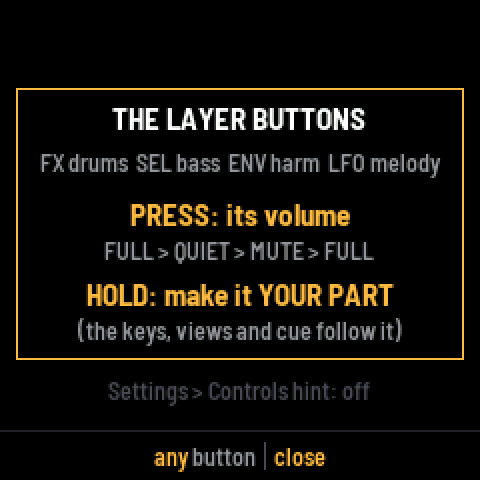 THE LAYER BUTTONS
FX drums SEL bass ENV harm LFO melody
PRESS: its volume
FULL > QUIET > MUTE > FULL
HOLD: make it YOUR PART
(the keys, views and cue follow it)
Settings > Controls hint: off
any button | close